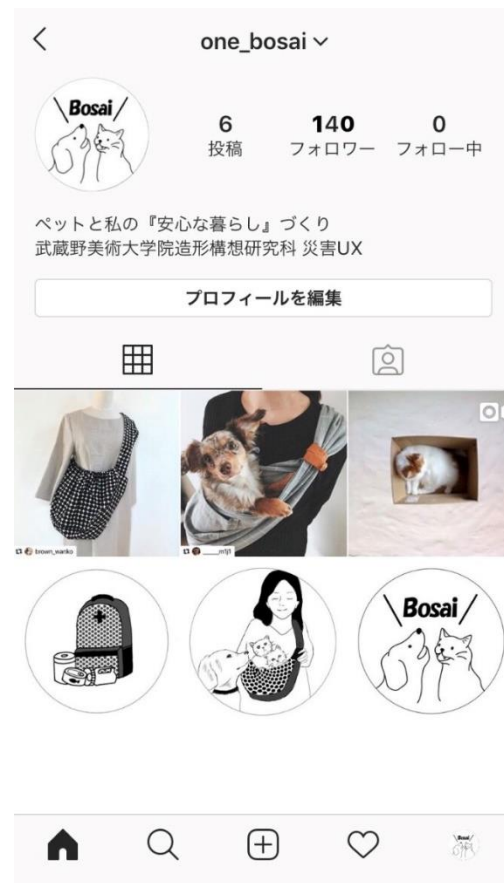 one_bosai
Bosai
6
140
0
投稿
フォロワー
フォロー中
ペットと私の『安心な暮らし』づくり
武蔵野美術大学院造形構想研究科 災害UX
プロフィールを編集
brown_wanko
Bosai
Bosai